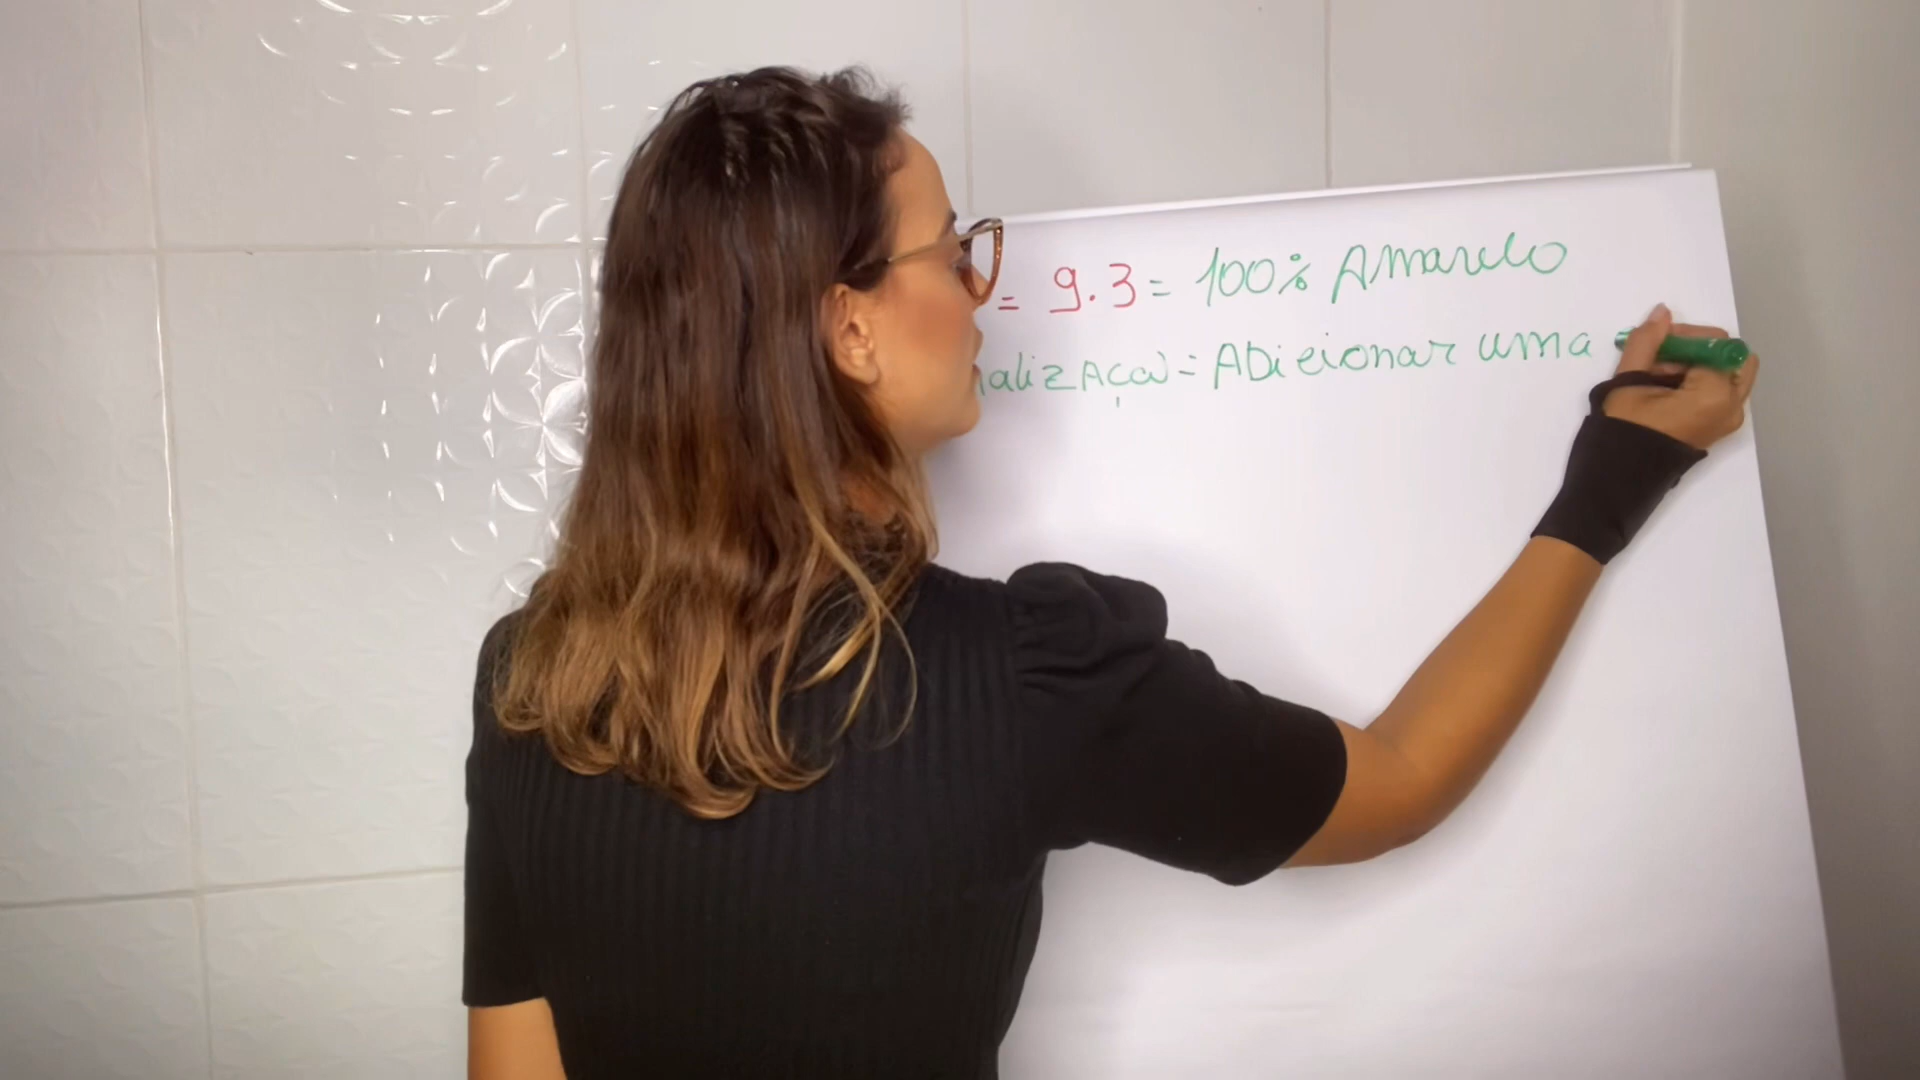 = 9.3 = 100% Amarelo
alização = Adicionar uma